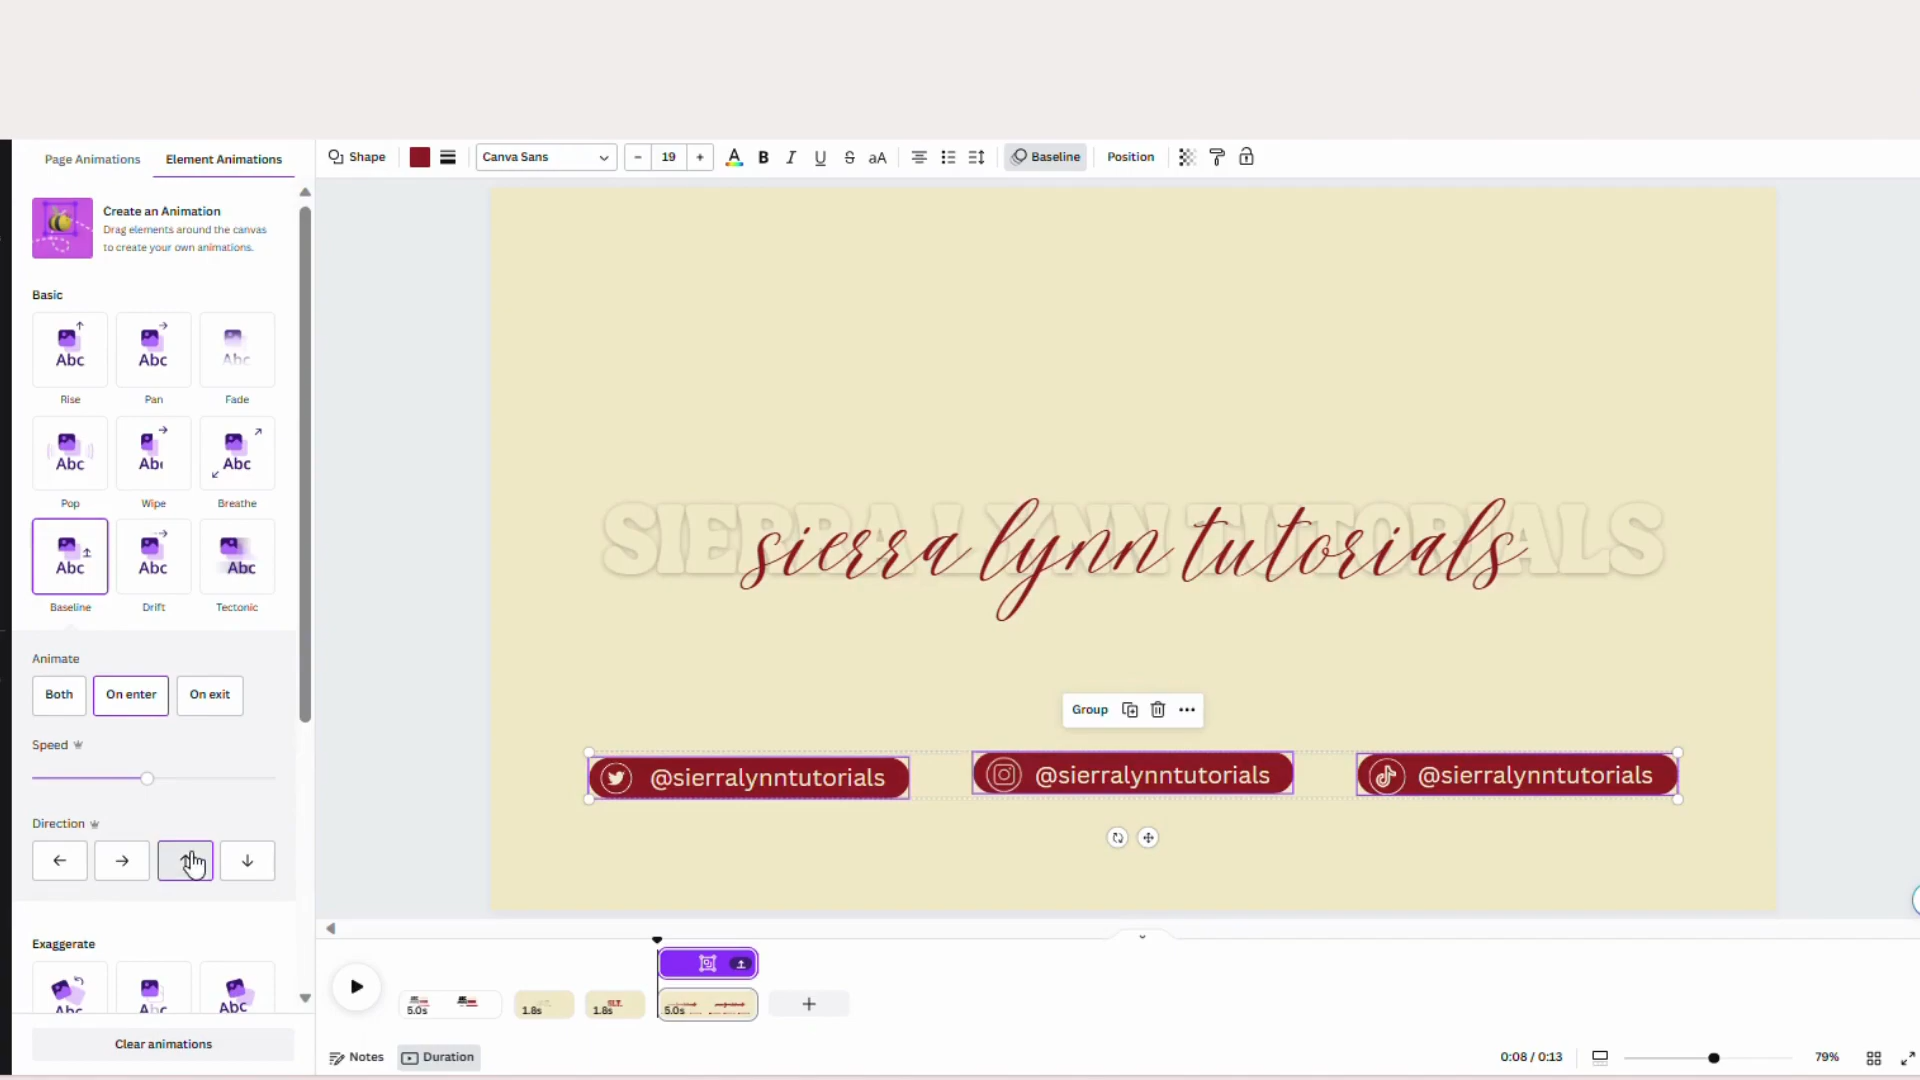 Page Animations
Element Animations
Shape
Canva Sans
– 19 +
A B I U S aA
Baseline
Position
Create an Animation
Drag elements around the canvas
to create your own animations.
Basic
Abc Abc Abc
Rise Pan Fade
Abc Abc Abc
Pop Wipe Breathe
Abc Abc Abc
Baseline Drift Tectonic
Animate
Both On enter On exit
Speed
Direction
Exaggerate
Abc Abc Abc
Clear animations
SIERRA LYNN TUTORIALS
sierra lynn tutorials
Group
@sierralynntutorials
@sierralynntutorials
@sierralynntutorials
5.0s 1.8s 1.8s 5.0s
Notes
Duration
0:08 / 0:13
79%